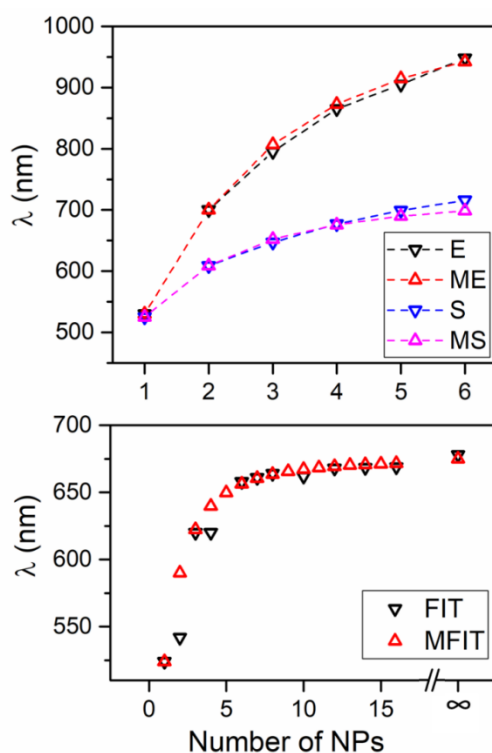 1000
900
800
700
600
500
λ (nm)
E
ME
S
MS
1 2 3 4 5 6
700
650
600
550
λ (nm)
FIT
MFIT
0 5 10 15 ∞
Number of NPs